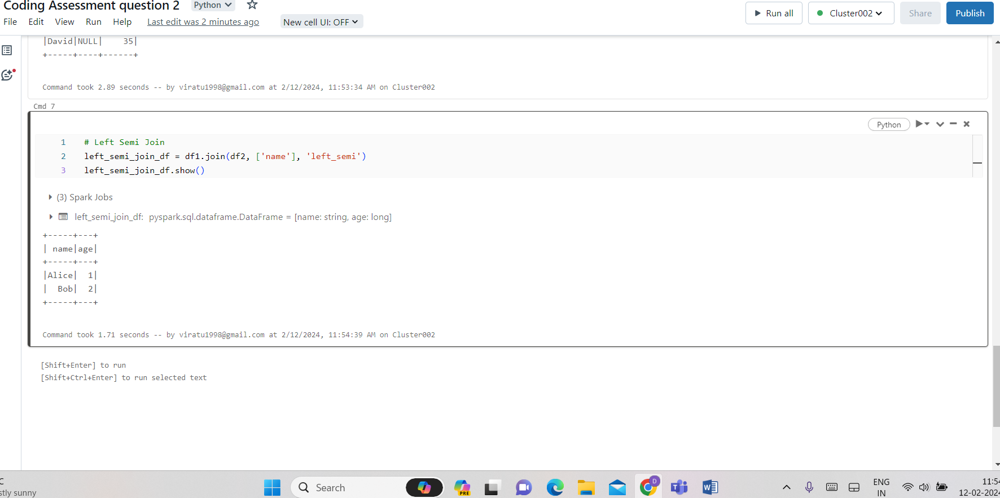 Coding Assessment question 2 Python
File Edit View Run Help Last edit was 2 minutes ago New cell UI: OFF
Run all Cluster002 Share Publish
|David|NULL|    35|
+-----+----+------+
Command took 2.89 seconds -- by viratu1998@gmail.com at 2/12/2024, 11:53:34 AM on Cluster002
Cmd 7
Python
1 # Left Semi Join
2 left_semi_join_df = df1.join(df2, ['name'], 'left_semi')
3 left_semi_join_df.show()
(3) Spark Jobs
left_semi_join_df: pyspark.sql.dataframe.DataFrame = [name: string, age: long]
+-----+---+
| name|age|
+-----+---+
|Alice|  1|
|  Bob|  2|
+-----+---+
Command took 1.71 seconds -- by viratu1998@gmail.com at 2/12/2024, 11:54:39 AM on Cluster002
[Shift+Enter] to run
[Shift+Ctrl+Enter] to run selected text
C
stly sunny
Search
PRE
D
T
W
ENG
IN
11:54
12-02-2024